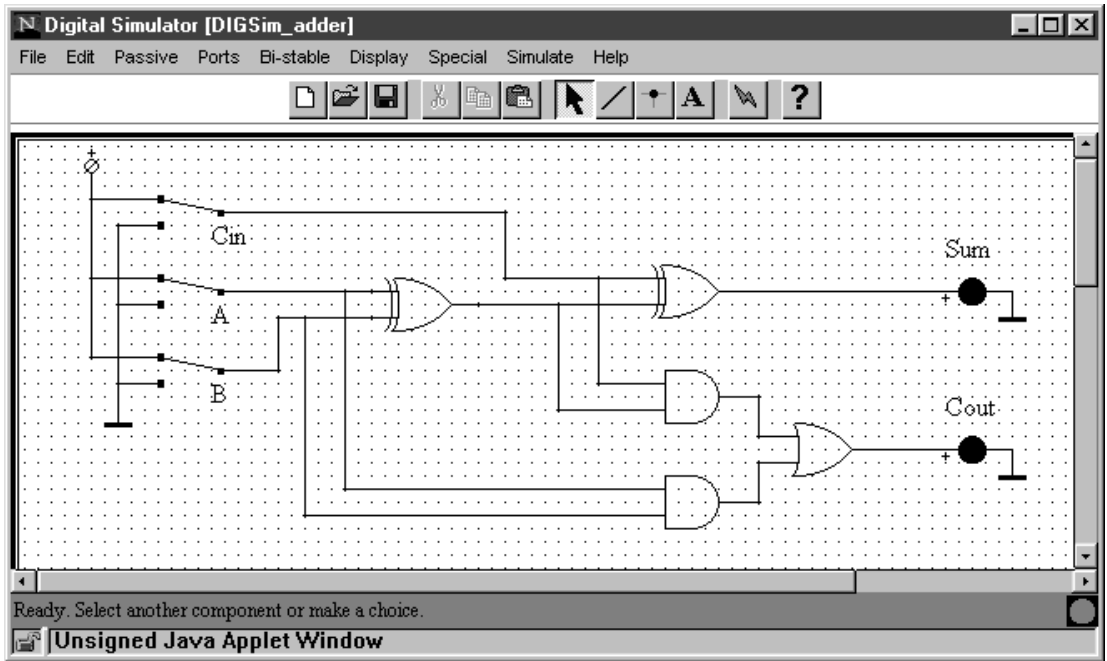 N Digital Simulator [DIGSim_adder]
File Edit Passive Ports Bi-stable Display Special Simulate Help
A ?
+
Cin
Sum
A
+
B
Cout
+
Ready. Select another component or make a choice.
Unsigned Java Applet Window